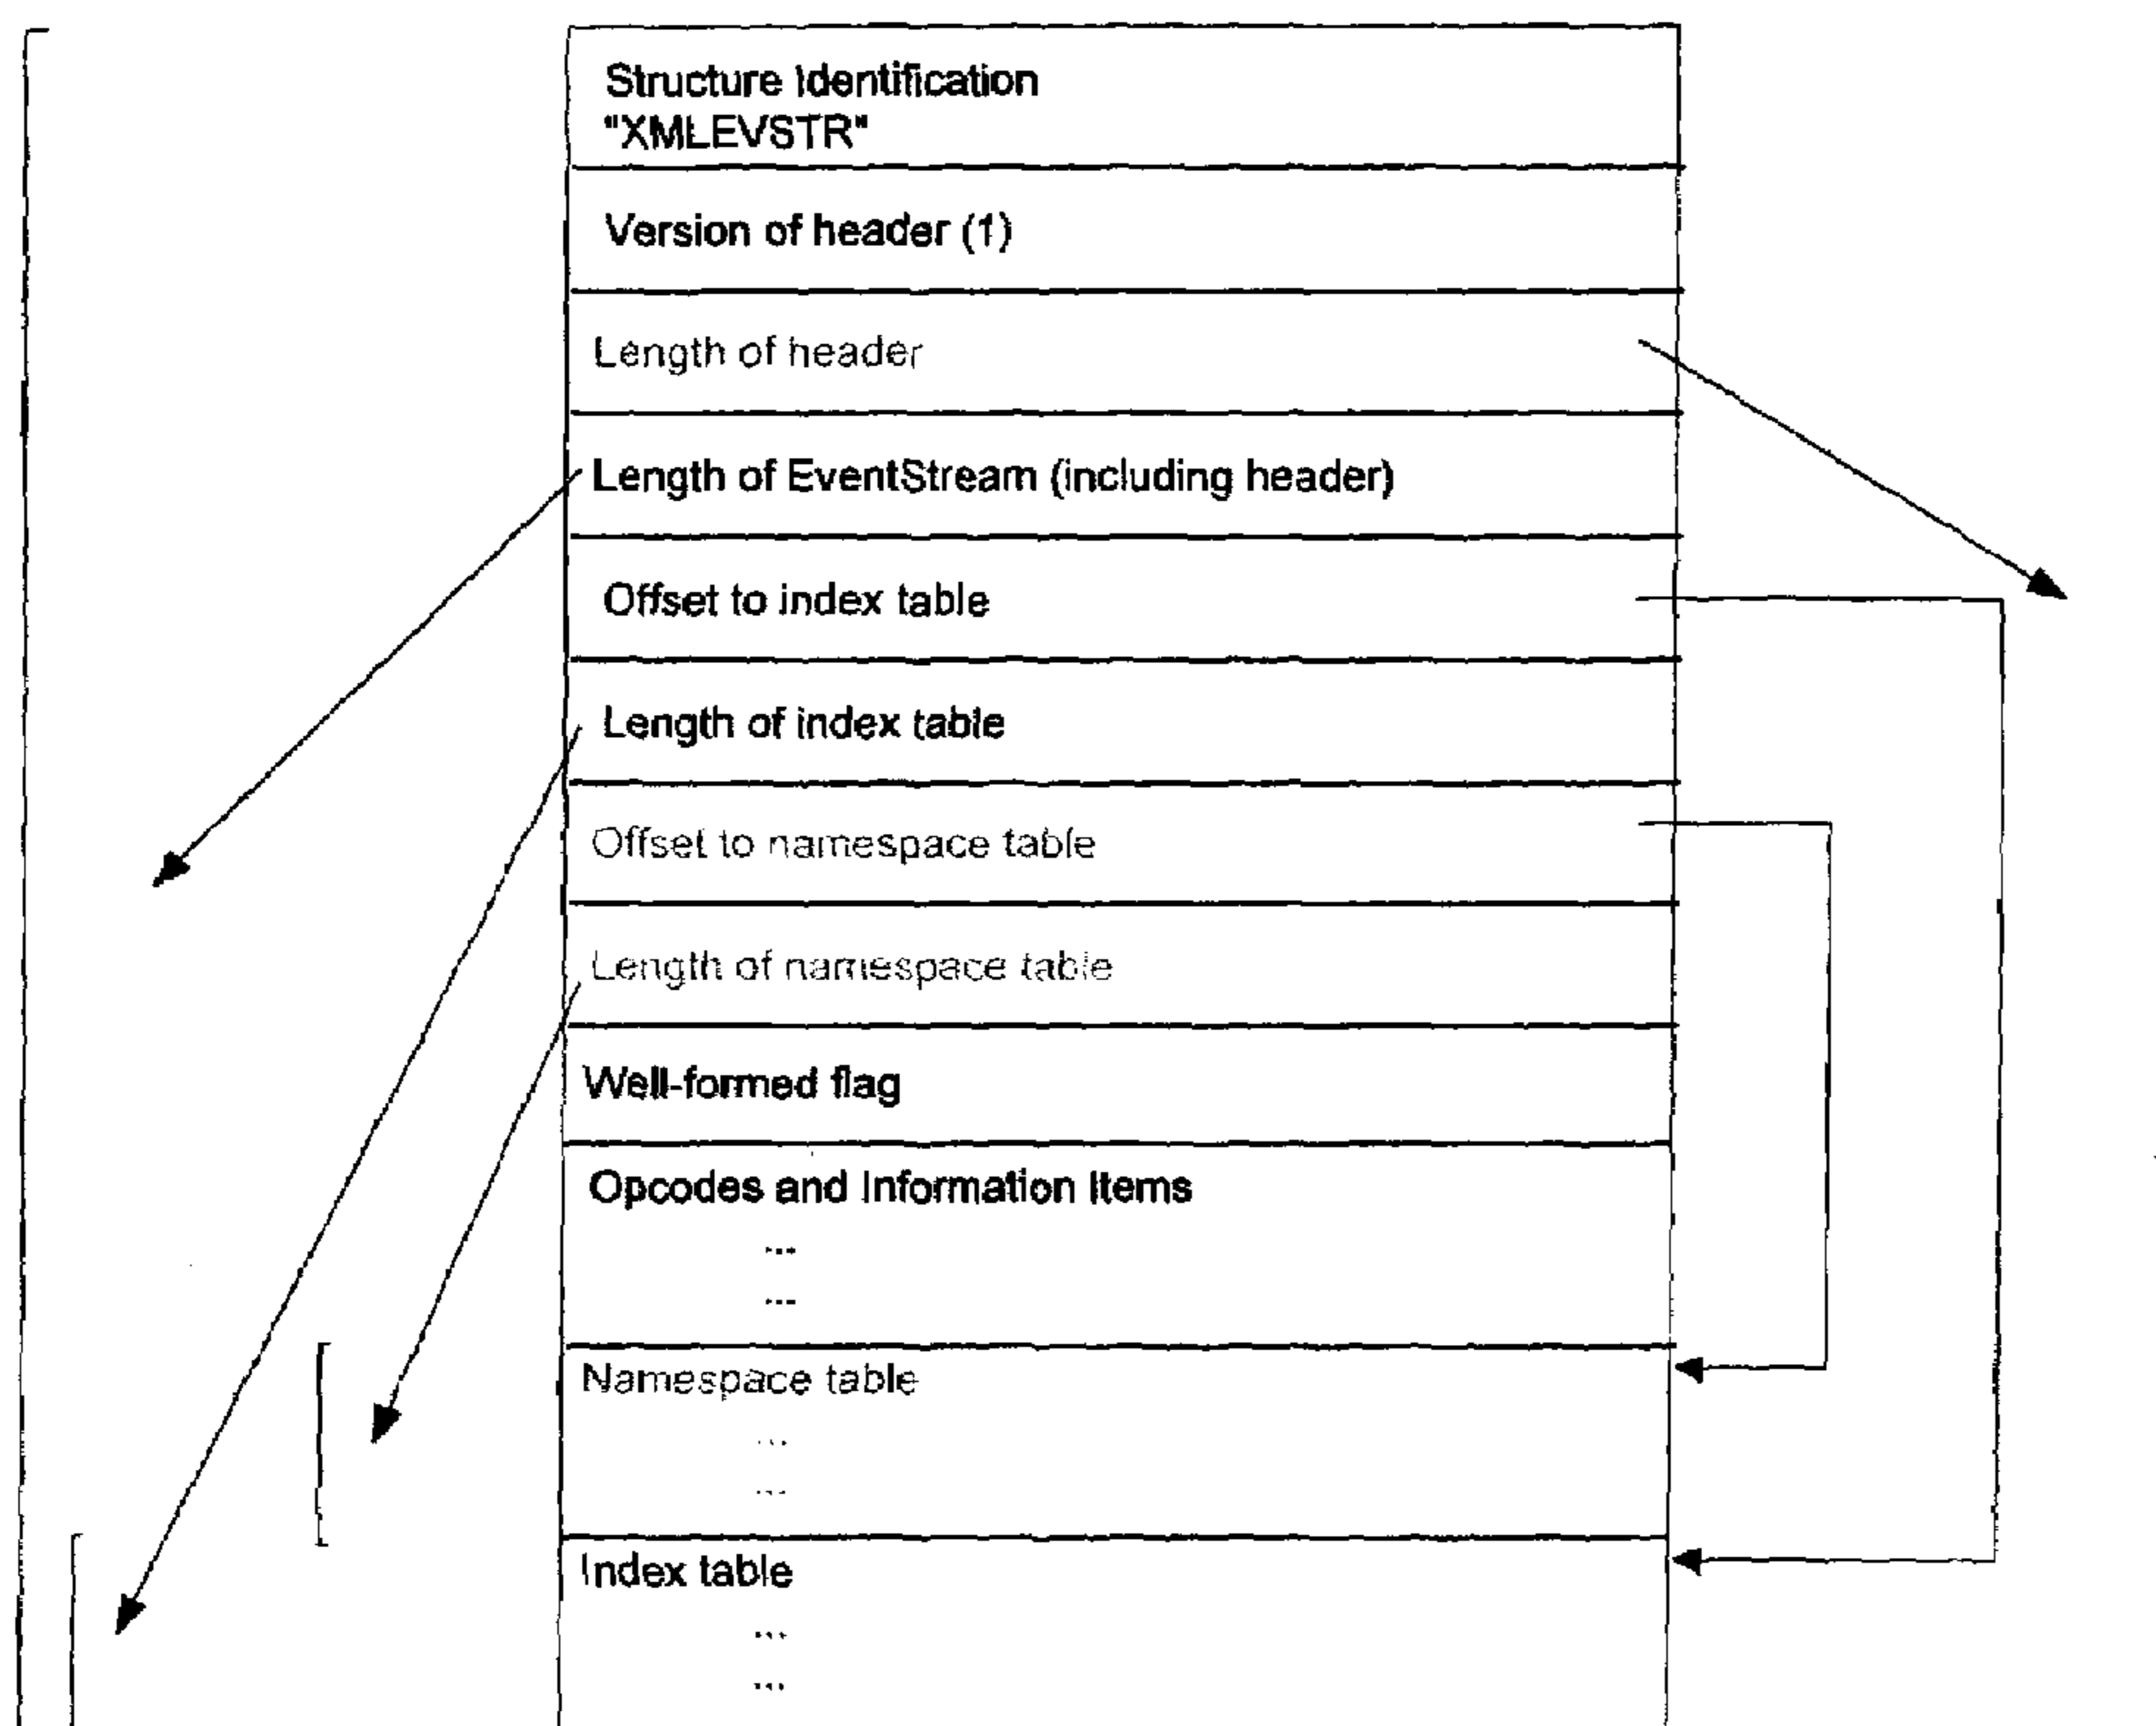 Structure Identification
"XMLEVSTR"
Version of header (1)
Length of header
Length of EventStream (including header)
Offset to index table
Length of index table
Offset to namespace table
Length of namespace table
Well-formed flag
Opcodes and Information Items
...
...
Namespace table
...
...
Index table
...
...